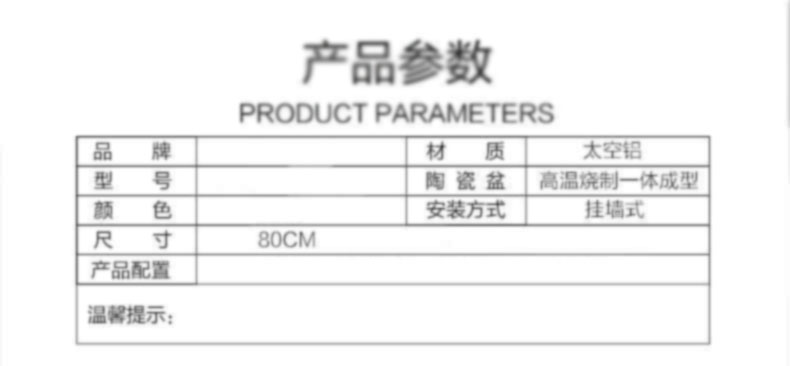 产品参数
PRODUCT PARAMETERS
品 牌 材 质 太空铝
型 号 陶 瓷 盆 高温烧制一体成型
颜 色 安装方式 挂墙式
尺 寸 80CM
产品配置
温馨提示：